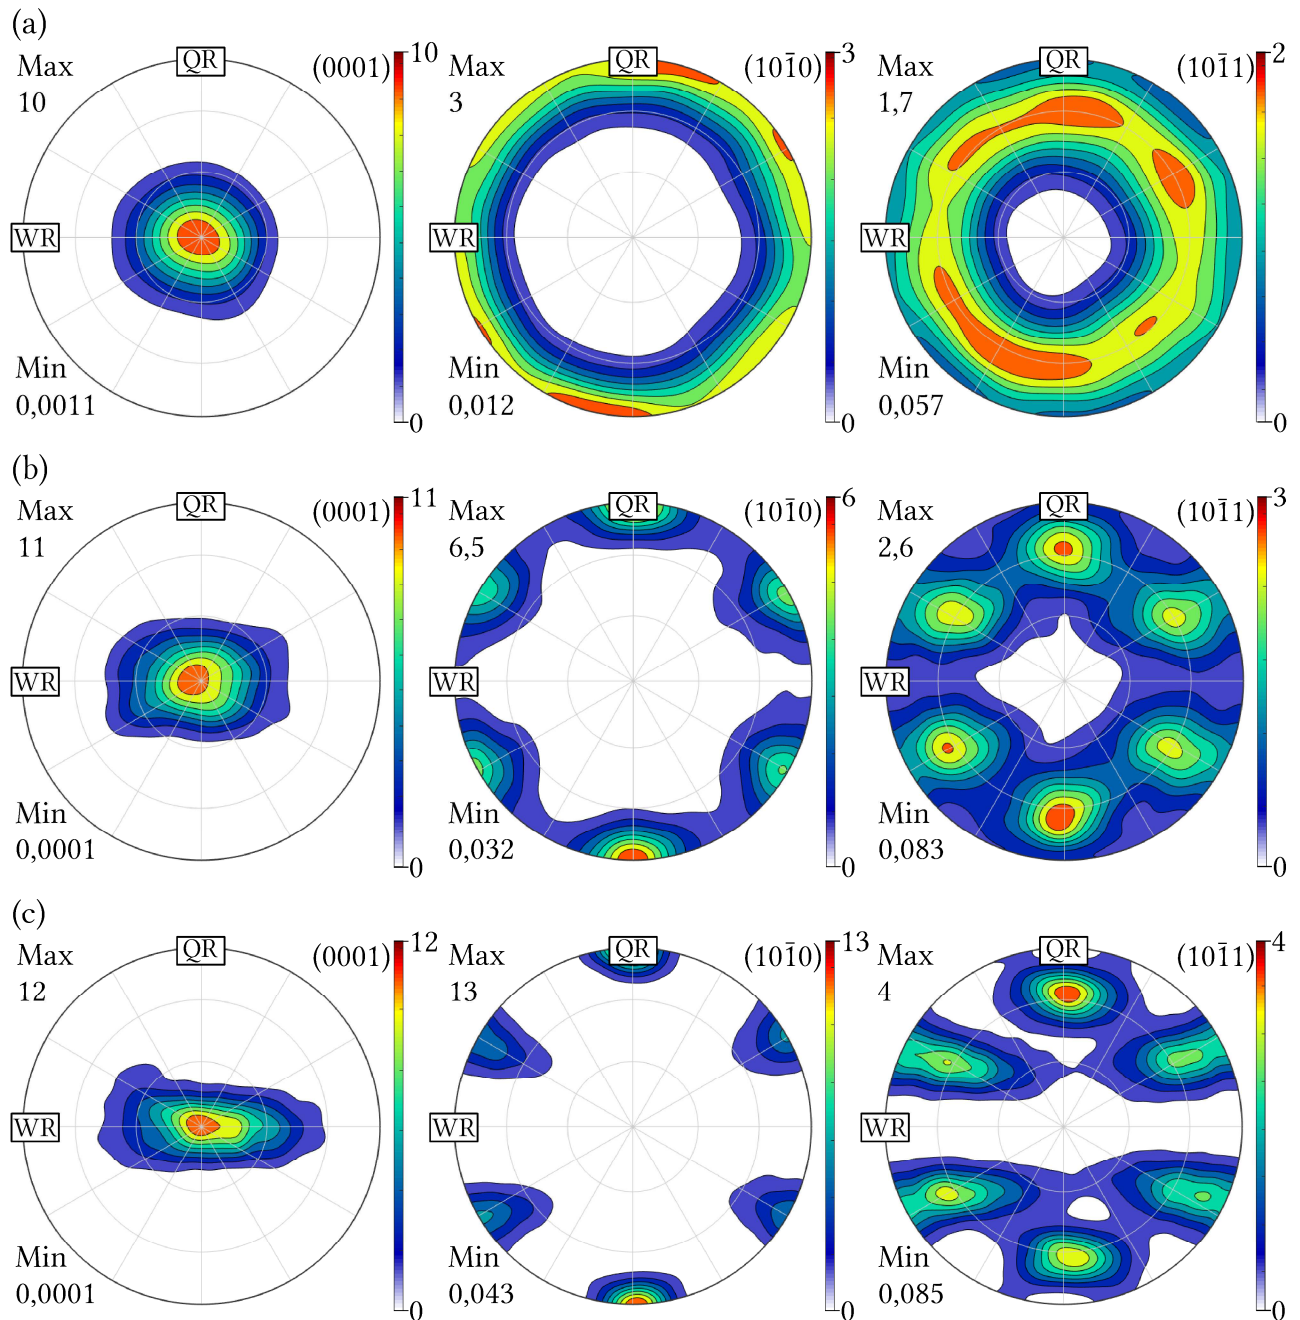 (a)
Max
10
QR
(0001)
10
WR
Min
0,0011
0
Max
3
QR
(101̄0)
3
WR
Min
0,012
0
Max
1,7
QR
(101̄1)
2
WR
Min
0,057
0
(b)
Max
11
QR
(0001)
11
WR
Min
0,0001
0
Max
6,5
QR
(101̄0)
6
WR
Min
0,032
0
Max
2,6
QR
(101̄1)
3
WR
Min
0,083
0
(c)
Max
12
QR
(0001)
12
WR
Min
0,0001
0
Max
13
QR
(101̄0)
13
WR
Min
0,043
0
Max
4
QR
(101̄1)
4
WR
Min
0,085
0